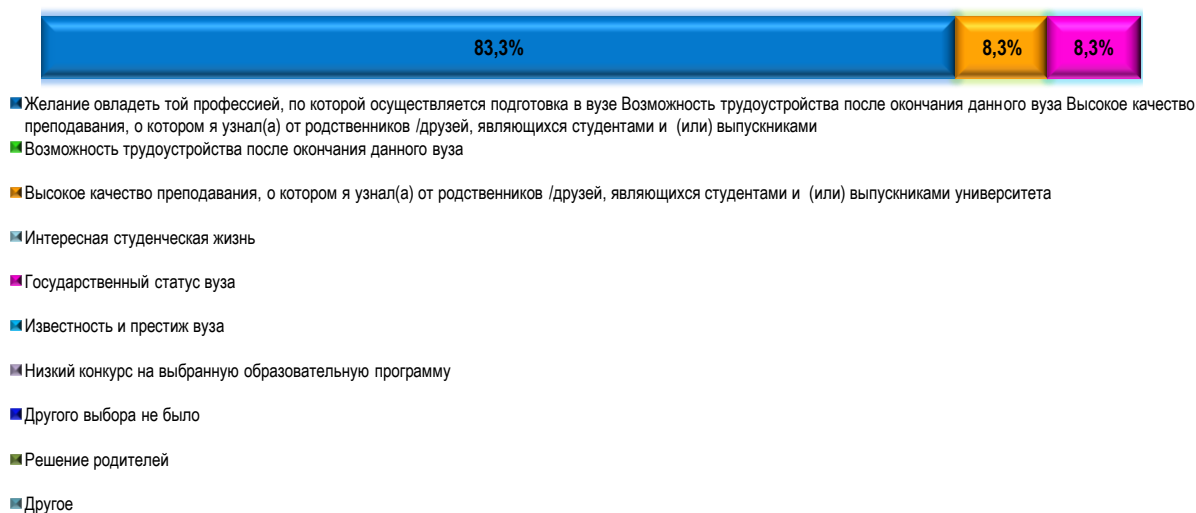 83,3% 8,3% 8,3%
Желание овладеть той профессией, по которой осуществляется подготовка в вузе Возможность трудоустройства после окончания данного вуза Высокое качество
преподавания, о котором я узнал(а) от родственников /друзей, являющихся студентами и (или) выпускниками
Возможность трудоустройства после окончания данного вуза
Высокое качество преподавания, о котором я узнал(а) от родственников /друзей, являющихся студентами и (или) выпускниками университета
Интересная студенческая жизнь
Государственный статус вуза
Известность и престиж вуза
Низкий конкурс на выбранную образовательную программу
Другого выбора не было
Решение родителей
Другое